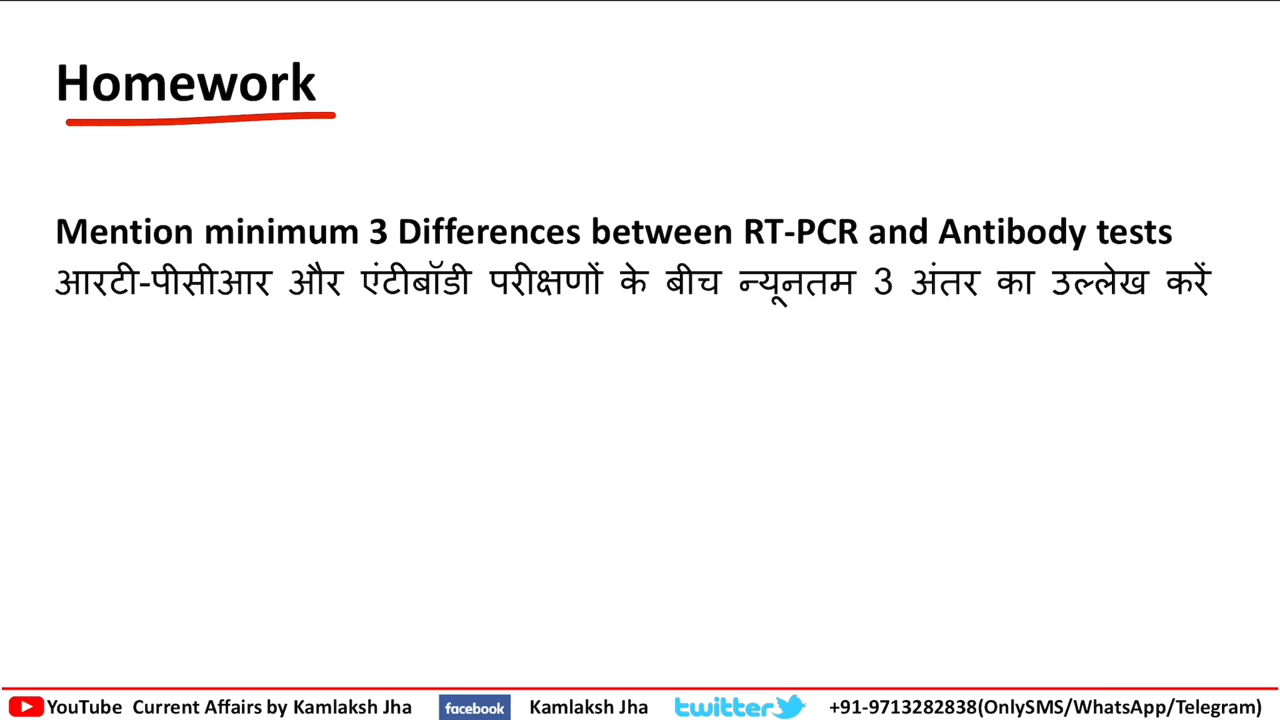 Homework
Mention minimum 3 Differences between RT-PCR and Antibody tests
आरटी-पीसीआर और एंटीबॉडी परीक्षणों के बीच न्यूनतम 3 अंतर का उल्लेख करें
YouTube Current Affairs by Kamlaksh Jha facebook Kamlaksh Jha twitter +91-9713282838(OnlySMS/WhatsApp/Telegram)